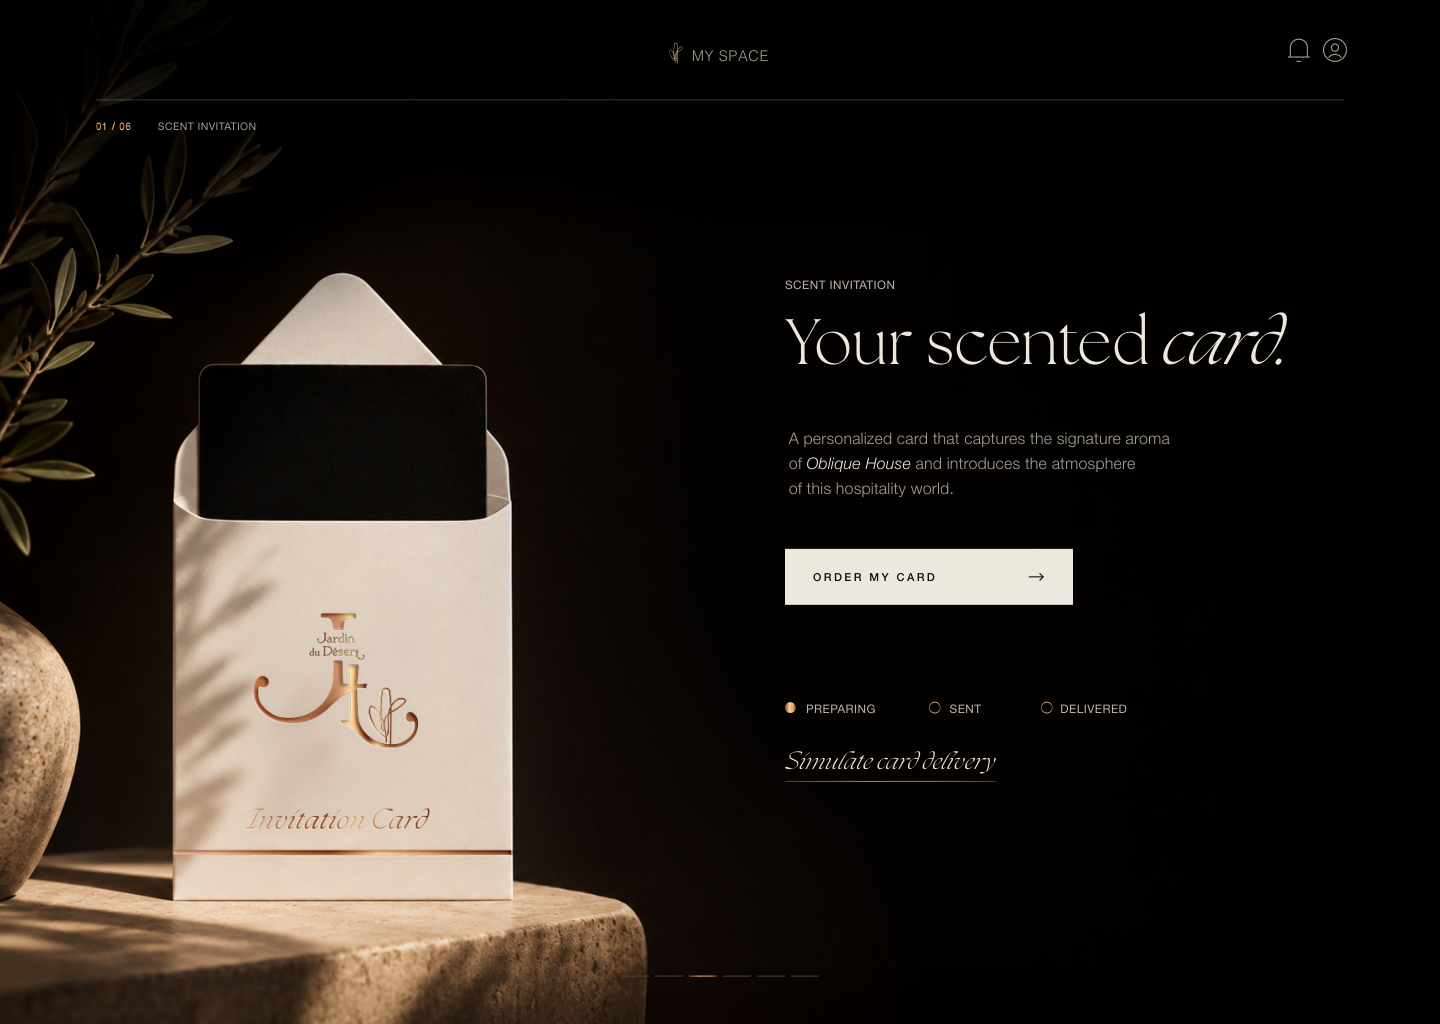 MY SPACE
01 / 06 SCENT INVITATION
SCENT INVITATION
Your scented card.
A personalized card that captures the signature aroma
of Oblique House and introduces the atmosphere
of this hospitality world.
ORDER MY CARD
PREPARING SENT DELIVERED
Simulate card delivery
Jardin
du Désert
Invitation Card